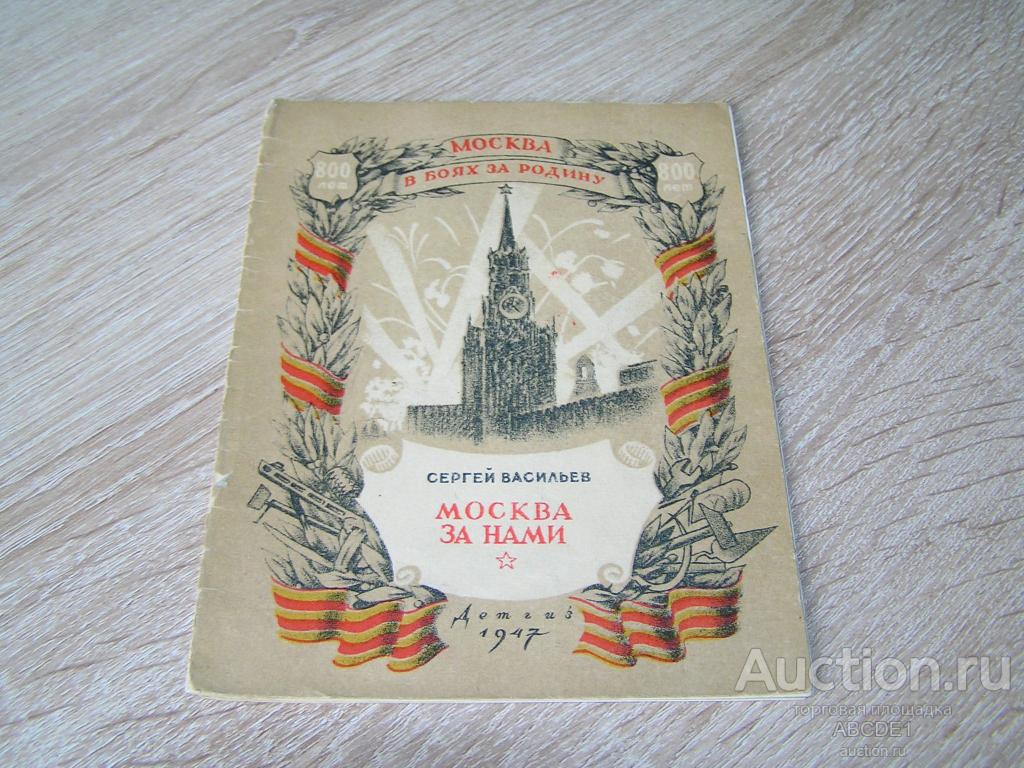 МОСКВА
В БОЯХ ЗА РОДИНУ
800
лет
800
лет
СЕРГЕЙ ВАСИЛЬЕВ
МОСКВА
ЗА НАМИ
Детгиз
1947
Auction.ru
торговая площадка
ABCDE1
auction.ru